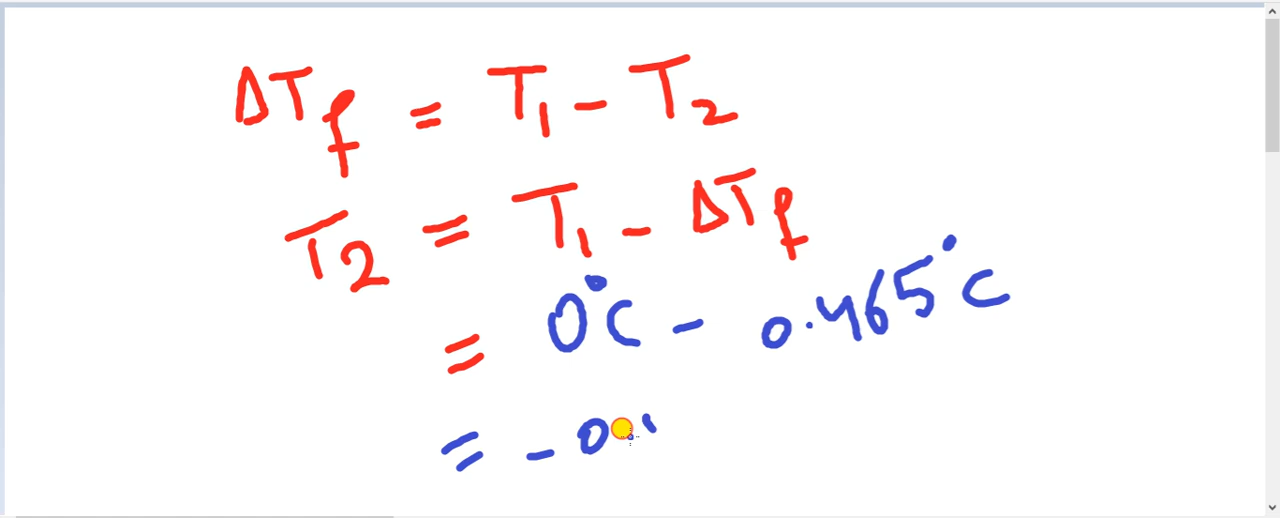 ΔTf = T1 - T2
T2 = T1 - ΔTf
= 0°C - 0.465°C
= - 0.